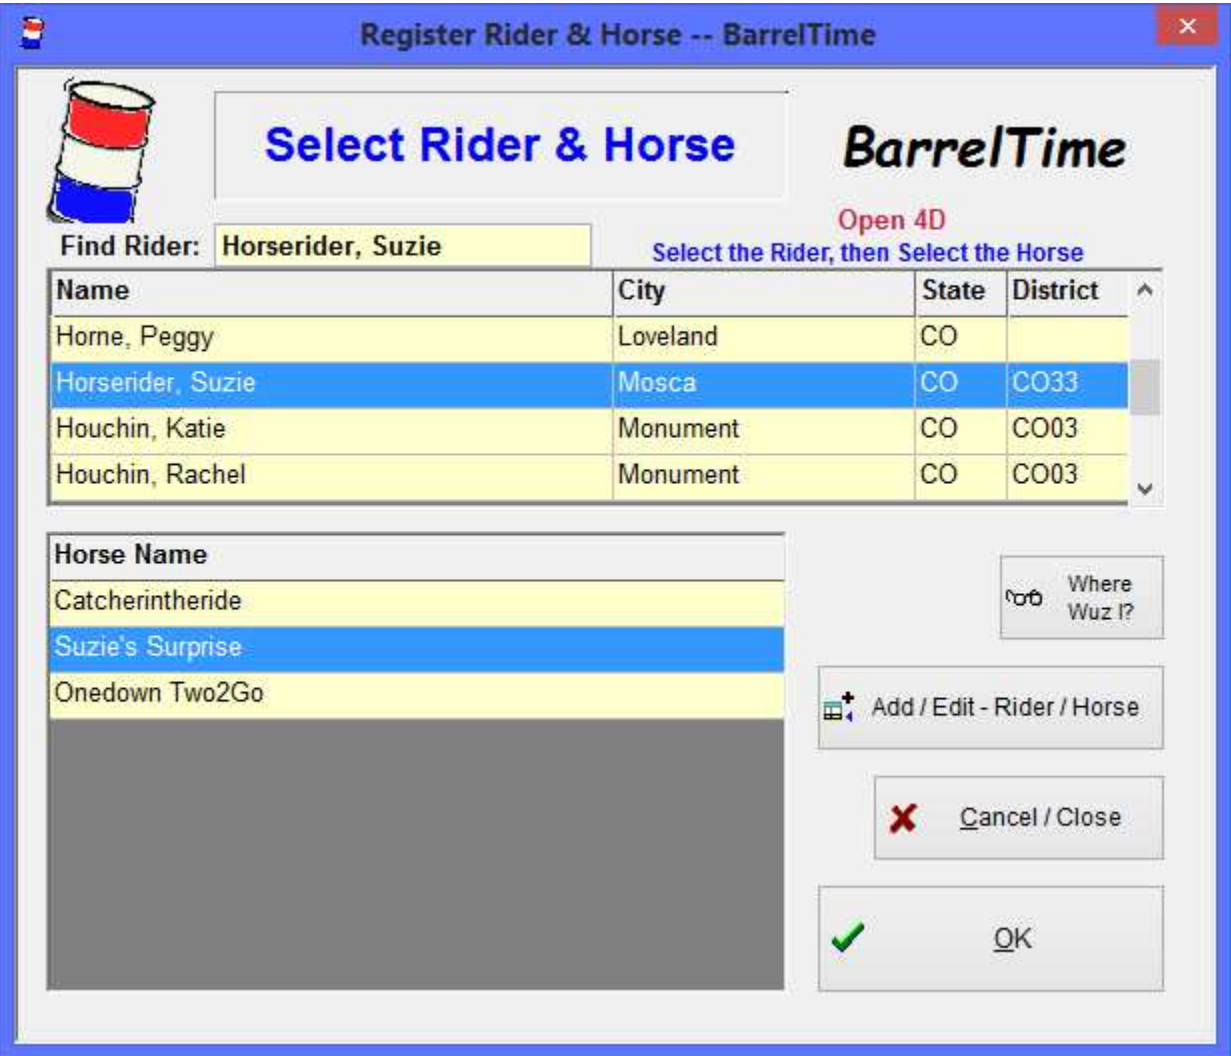 Register Rider & Horse -- BarrelTime
Select Rider & Horse
BarrelTime
Open 4D
Find Rider: Horserider, Suzie
Select the Rider, then Select the Horse
Name City State District
Horne, Peggy Loveland CO
Horserider, Suzie Mosca CO CO33
Houchin, Katie Monument CO CO03
Houchin, Rachel Monument CO CO03
Horse Name
Catcherintheride
Suzie's Surprise
Onedown Two2Go
Where
Wuz I?
Add / Edit - Rider / Horse
Cancel / Close
OK